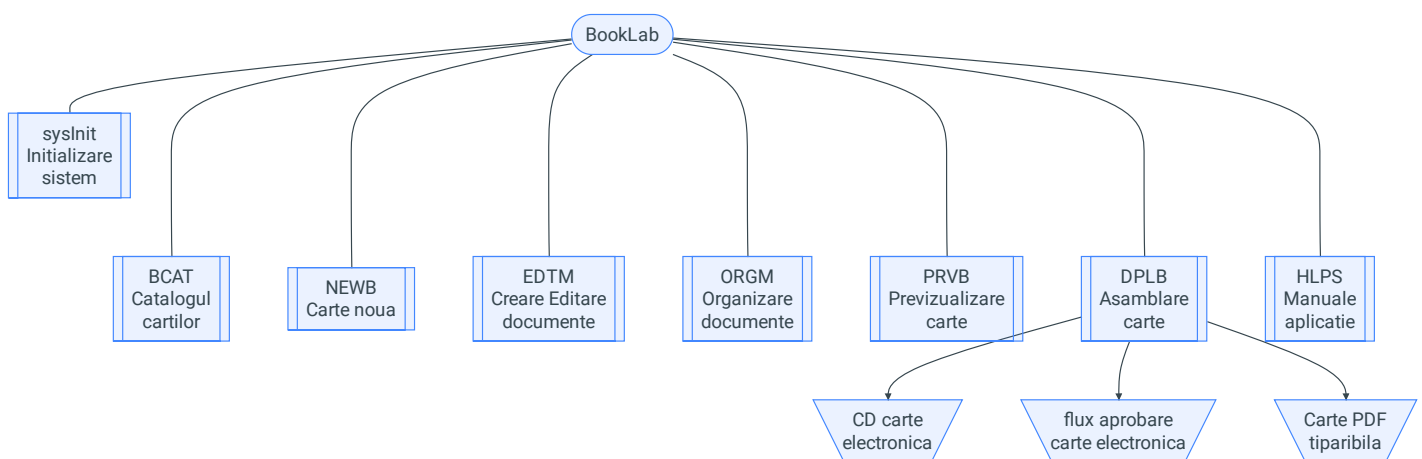 BookLab
sysInit
Initializare
sistem
BCAT
Catalogul
cartilor
NEWB
Carte noua
EDTM
Creare Editare
documente
ORGM
Organizare
documente
PRVB
Previzualizare
carte
DPLB
Asamblare
carte
HLPS
Manuale
aplicatie
CD carte
electronica
flux aprobare
carte electronica
Carte PDF
tiparibila